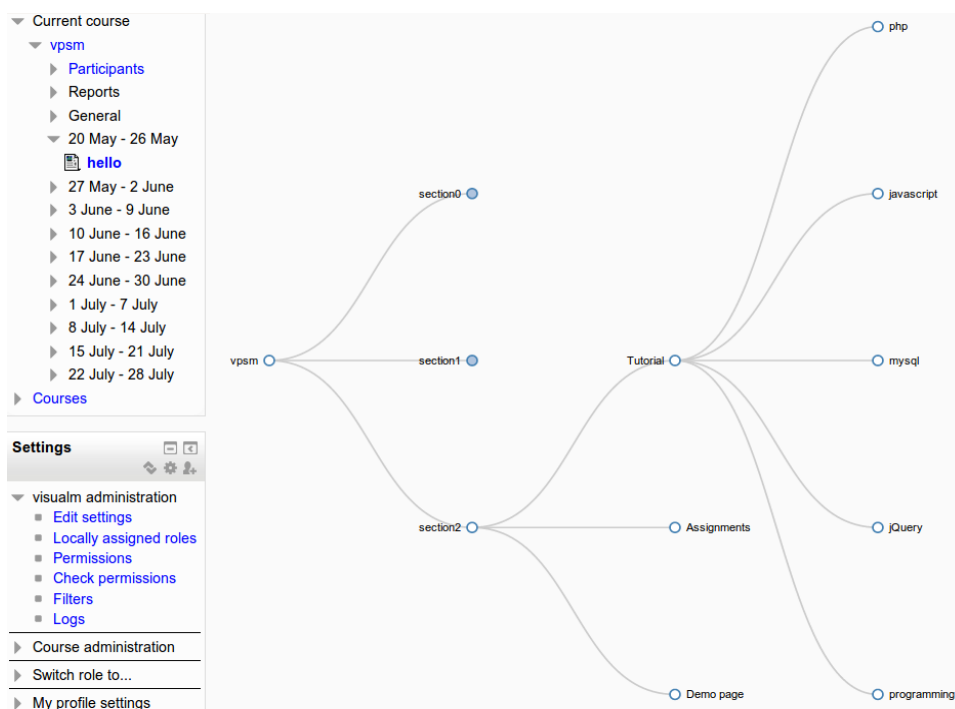 Current course
vpsm
Participants
Reports
General
20 May - 26 May
hello
27 May - 2 June
3 June - 9 June
10 June - 16 June
17 June - 23 June
24 June - 30 June
1 July - 7 July
8 July - 14 July
15 July - 21 July
22 July - 28 July
Courses
Settings
visualm administration
Edit settings
Locally assigned roles
Permissions
Check permissions
Filters
Logs
Course administration
Switch role to...
My profile settings
vpsm
section0
section1
section2
Tutorial
Assignments
Demo page
php
javascript
mysql
jQuery
programming